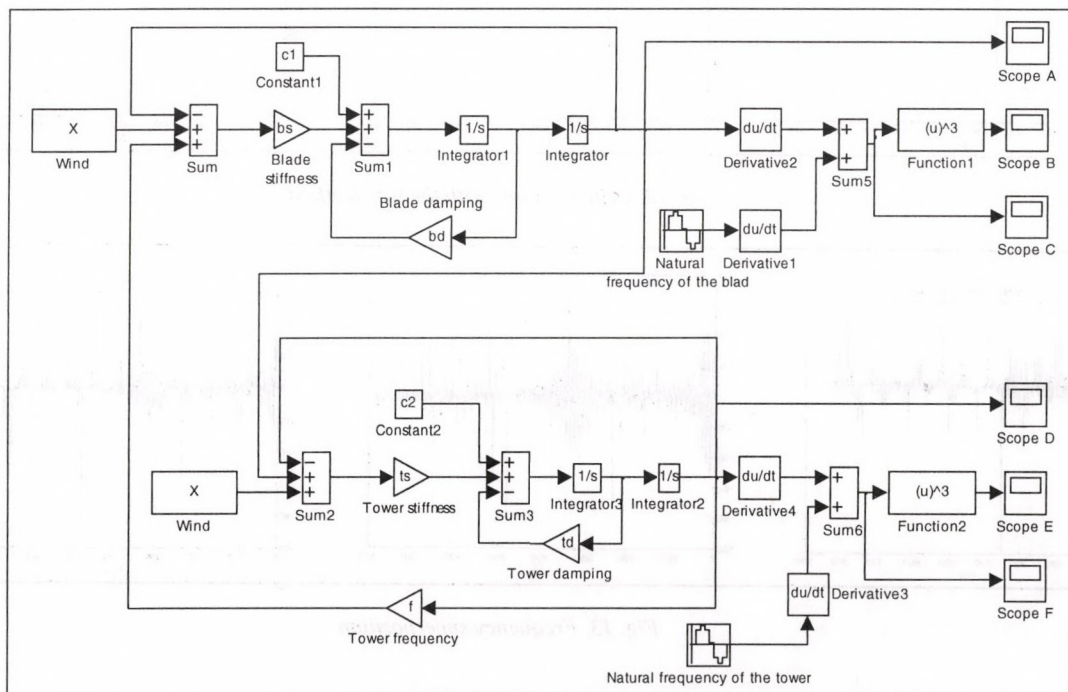 c1
Constant1
Scope A
X
Wind
Sum
bs
Blade
stiffness
Sum1
1/s
Integrator1
1/s
Integrator
du/dt
Derivative2
Sum5
(u)^3
Function1
Scope B
Blade damping
bd
Natural
frequency of the blad
du/dt
Derivative1
Scope C
c2
Constant2
Scope D
X
Wind
Sum2
ts
Tower stiffness
Sum3
1/s
Integrator3
1/s
Integrator2
du/dt
Derivative4
Sum6
(u)^3
Function2
Scope E
td
Tower damping
du/dt
Derivative3
Scope F
f
Tower frequency
Natural frequency of the tower